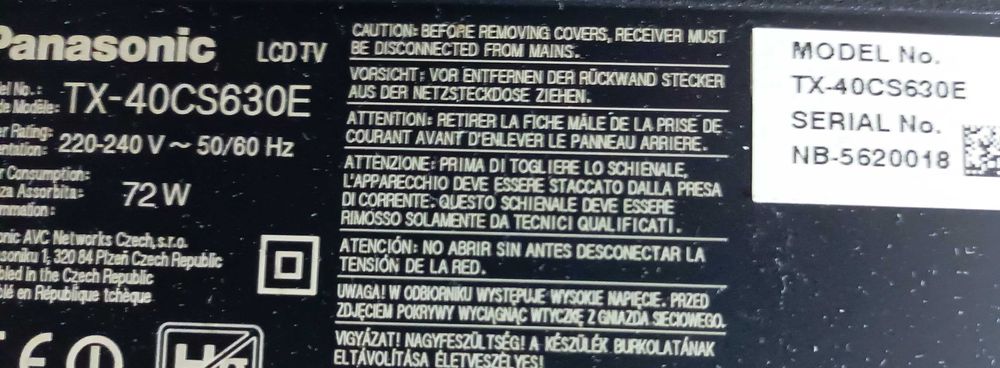 Panasonic LCD TV
TX-40CS630E
220-240 V ~ 50/60 Hz
72 W
AVC Networks Czech, s.r.o.
1, 320 84 Plzeň Czech Republic
in the Czech Republic
en République tchèque
CAUTION: BEFORE REMOVING COVERS, RECEIVER MUST
BE DISCONNECTED FROM MAINS.
VORSICHT: VOR ENTFERNEN DER RÜCKWAND STECKER
AUS DER NETZSTECKDOSE ZIEHEN.
ATTENTION: RETIRER LA FICHE MÂLE DE LA PRISE DE
COURANT AVANT D'ENLEVER LE PANNEAU ARRIERE.
ATTENZIONE: PRIMA DI TOGLIERE LO SCHIENALE,
L'APPARECCHIO DEVE ESSERE STACCATO DALLA PRESA
DI CORRENTE. QUESTO SCHIENALE DEVE ESSERE
RIMOSSO SOLAMENTE DA TECNICI QUALIFICATI.
ATENCIÓN: NO ABRIR SIN ANTES DESCONECTAR LA
TENSIÓN DE LA RED.
UWAGA! W ODBIORNIKU WYSTĘPUJE WYSOKIE NAPIĘCIE. PRZED
ZDJĘCIEM POKRYWY WYCIĄGNĄĆ WTYCZKĘ Z GNIAZDA SIECIOWEGO.
VIGYÁZAT! NAGYFESZÜLTSÉG! A KÉSZÜLÉK BURKOLATÁNAK
ELTÁVOLÍTÁSA ÉLETVESZÉLYES!
MODEL No.
TX-40CS630E
SERIAL No.
NB-5620018